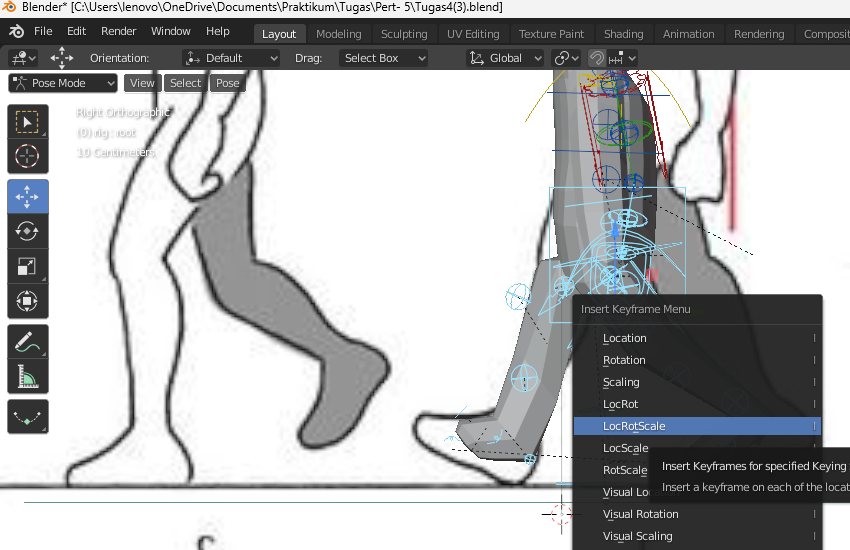 Blender* [C:\Users\lenovo\OneDrive\Documents\Praktikum\Tugas\Pert- 5\Tugas4(3).blend]
File Edit Render Window Help Layout Modeling Sculpting UV Editing Texture Paint Shading Animation Rendering Composit
Orientation: Default Drag: Select Box Global
Pose Mode View Select Pose
Right Orthographic
(0) rig : root
10 Centimeters
Insert Keyframe Menu
Location I
Rotation I
Scaling I
LocRot I
LocRotScale I
LocScale
RotScale
Insert Keyframes for specified Keying
Insert a keyframe on each of the locat
Visual Lo
Visual Rotation I
Visual Scaling I